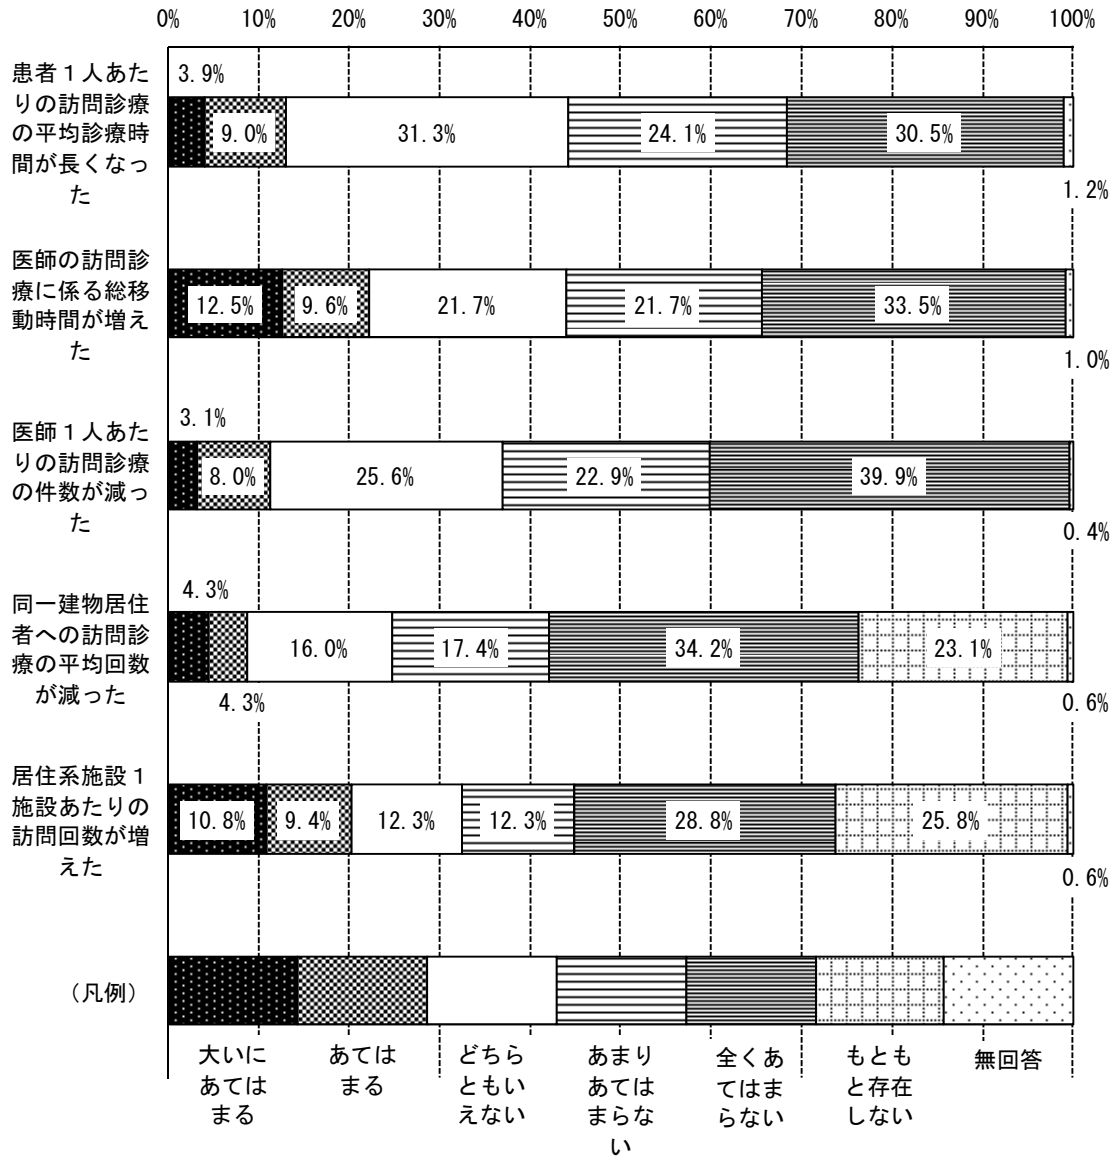 0% 10% 20% 30% 40% 50% 60% 70% 80% 90% 100%
患者１人あた
りの訪問診療
の平均診療時
間が長くなっ
た
3.9%
9.0% 31.3% 24.1% 30.5%
1.2%
医師の訪問診
療に係る総移
動時間が増え
た
12.5% 9.6% 21.7% 21.7% 33.5%
1.0%
医師１人あた
りの訪問診療
の件数が減っ
た
3.1%
8.0% 25.6% 22.9% 39.9%
0.4%
同一建物居住
者への訪問診
療の平均回数
が減った
4.3%
16.0% 17.4% 34.2% 23.1%
4.3% 0.6%
居住系施設１
施設あたりの
訪問回数が増
えた
10.8% 9.4% 12.3% 12.3% 28.8% 25.8%
0.6%
（凡例）
大いに
あてはまる
あては
まる
どちら
ともい
えない
あまり
あては
まらな
い
全くあ
てはま
らない
もとも
と存在
しない
無回答